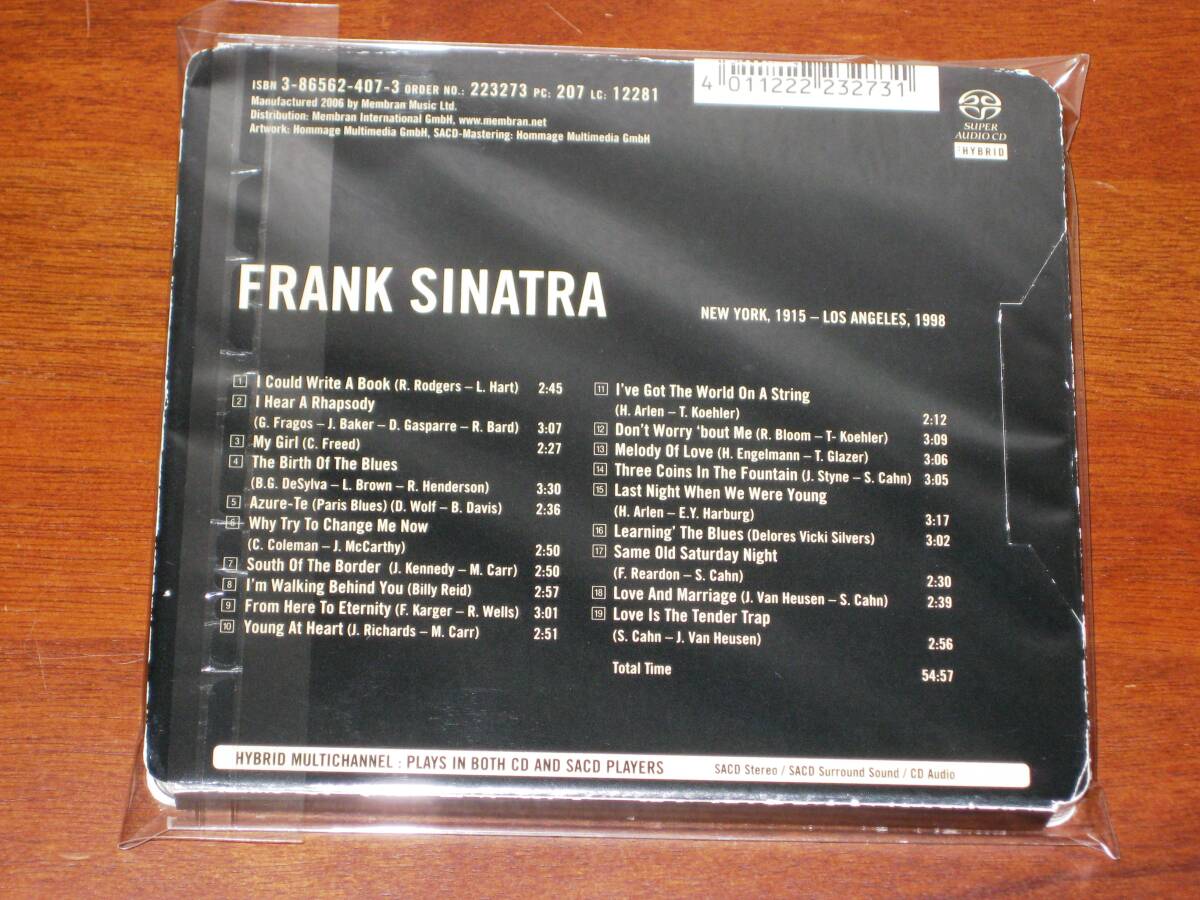 ISBN 3-86562-407-3 ORDER NO.: 223273 PC: 207 LC: 12281
Manufactured 2006 by Membran Music Ltd.
Distribution: Membran International GmbH, www.membran.net
Artwork: Hommage Multimedia GmbH, SACD-Mastering: Hommage Multimedia GmbH
4 011222 232731
SUPER
AUDIO CD
HYBRID
FRANK SINATRA
NEW YORK, 1915 – LOS ANGELES, 1998
1 I Could Write A Book (R. Rodgers – L. Hart) 2:45
2 I Hear A Rhapsody
(G. Fragos – J. Baker – D. Gasparre – R. Bard) 3:07
3 My Girl (C. Freed) 2:27
4 The Birth Of The Blues
(B.G. DeSylva – L. Brown – R. Henderson) 3:30
5 Azure-Te (Paris Blues) (D. Wolf – B. Davis) 2:36
6 Why Try To Change Me Now
(C. Coleman – J. McCarthy) 2:50
7 South Of The Border (J. Kennedy – M. Carr) 2:50
8 I'm Walking Behind You (Billy Reid) 2:57
9 From Here To Eternity (F. Karger – R. Wells) 3:01
10 Young At Heart (J. Richards – M. Carr) 2:51
11 I've Got The World On A String
(H. Arlen – T. Koehler) 2:12
12 Don't Worry 'bout Me (R. Bloom – T- Koehler) 3:09
13 Melody Of Love (H. Engelmann – T. Glazer) 3:06
14 Three Coins In The Fountain (J. Styne – S. Cahn) 3:05
15 Last Night When We Were Young
(H. Arlen – E.Y. Harburg) 3:17
16 Learning' The Blues (Delores Vicki Silvers) 3:02
17 Same Old Saturday Night
(F. Reardon – S. Cahn) 2:30
18 Love And Marriage (J. Van Heusen – S. Cahn) 2:39
19 Love Is The Tender Trap
(S. Cahn – J. Van Heusen) 2:56
Total Time 54:57
HYBRID MULTICHANNEL : PLAYS IN BOTH CD AND SACD PLAYERS
SACD Stereo / SACD Surround Sound / CD Audio